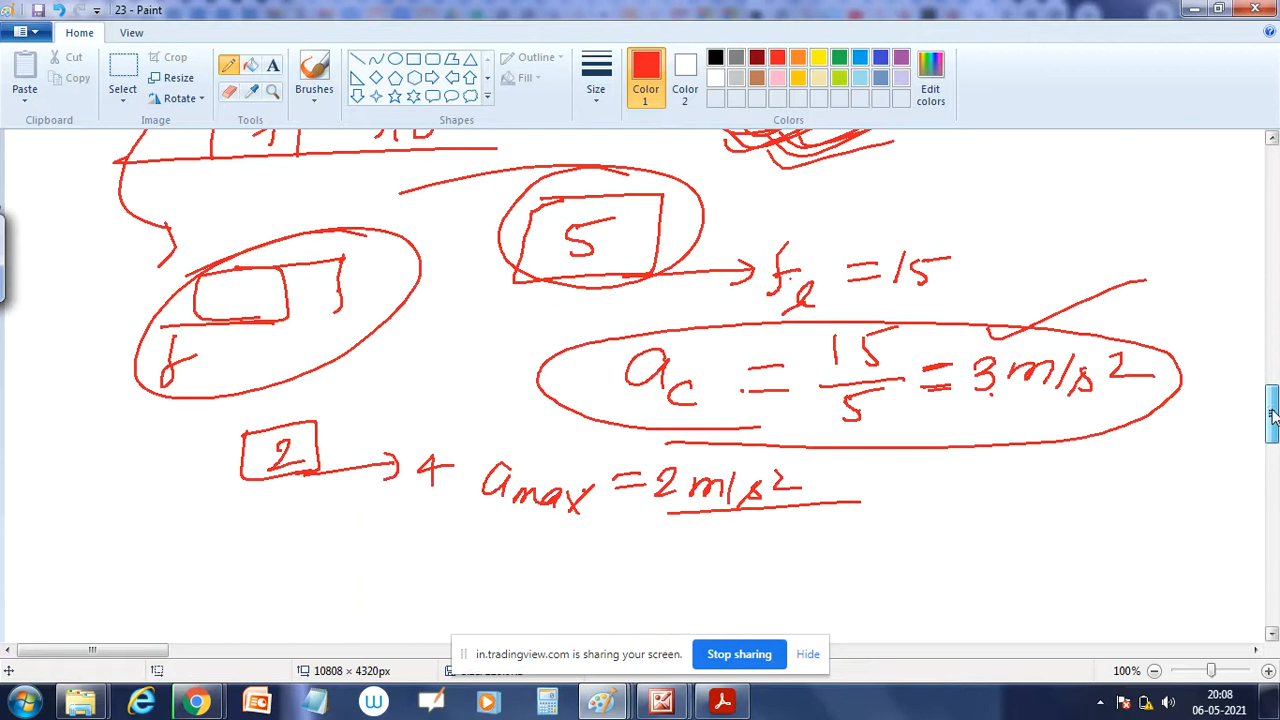 23 - Paint
Home
View
Paste
Cut
Copy
Clipboard
Select
Crop
Resize
Rotate
Image
A
Tools
Brushes
Shapes
Outline
Fill
Size
Color 1
Color 2
Edit colors
Colors
5
f_l = 15
a_c = 15/5 = 3 m/s²
f
2 → 4 a_max = 2 m/s²
in.tradingview.com is sharing your screen.
Stop sharing
Hide
10808 × 4320px
100%
20:08
06-05-2021